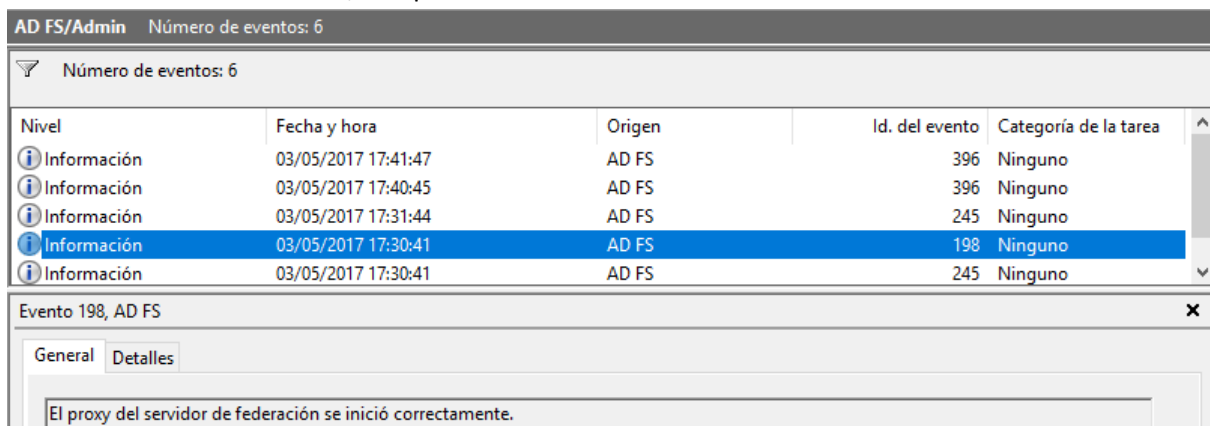 AD FS/Admin Número de eventos: 6
Número de eventos: 6
Nivel Fecha y hora Origen Id. del evento Categoría de la tarea
Información 03/05/2017 17:41:47 AD FS 396 Ninguno
Información 03/05/2017 17:40:45 AD FS 396 Ninguno
Información 03/05/2017 17:31:44 AD FS 245 Ninguno
Información 03/05/2017 17:30:41 AD FS 198 Ninguno
Información 03/05/2017 17:30:41 AD FS 245 Ninguno
Evento 198, AD FS
General Detalles
El proxy del servidor de federación se inició correctamente.